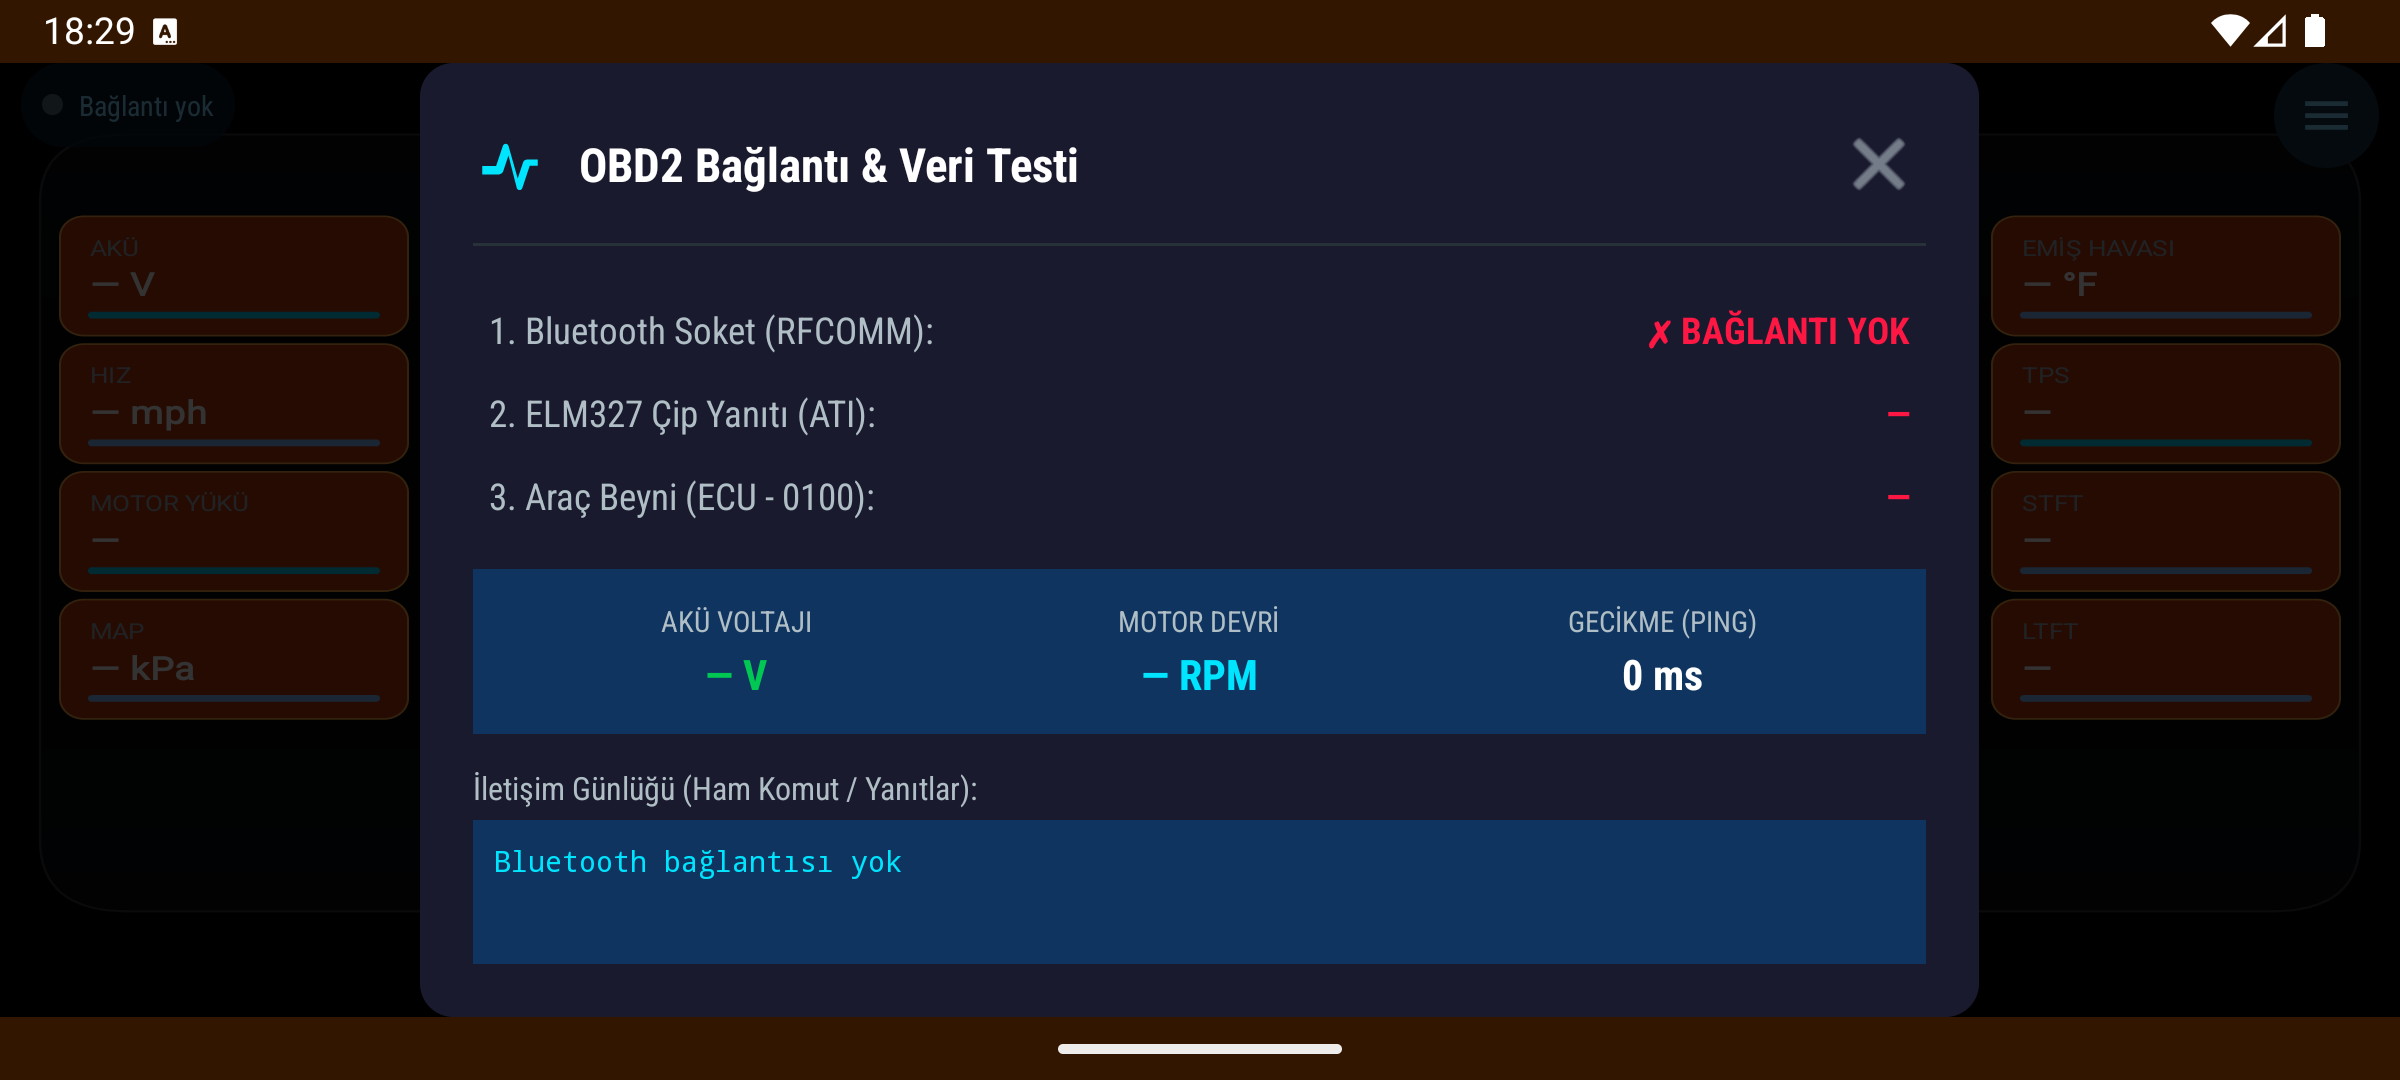 18:29
Bağlantı yok
OBD2 Bağlantı & Veri Testi
AKÜ
— V
HIZ
— mph
MOTOR YÜKÜ
—
MAP
— kPa
1. Bluetooth Soket (RFCOMM):
✗ BAĞLANTI YOK
2. ELM327 Çip Yanıtı (ATI):
—
3. Araç Beyni (ECU - 0100):
—
AKÜ VOLTAJI
— V
MOTOR DEVRİ
— RPM
GECİKME (PING)
0 ms
İletişim Günlüğü (Ham Komut / Yanıtlar):
Bluetooth bağlantısı yok
EMİŞ HAVASI
— °F
TPS
—
STFT
—
LTFT
—